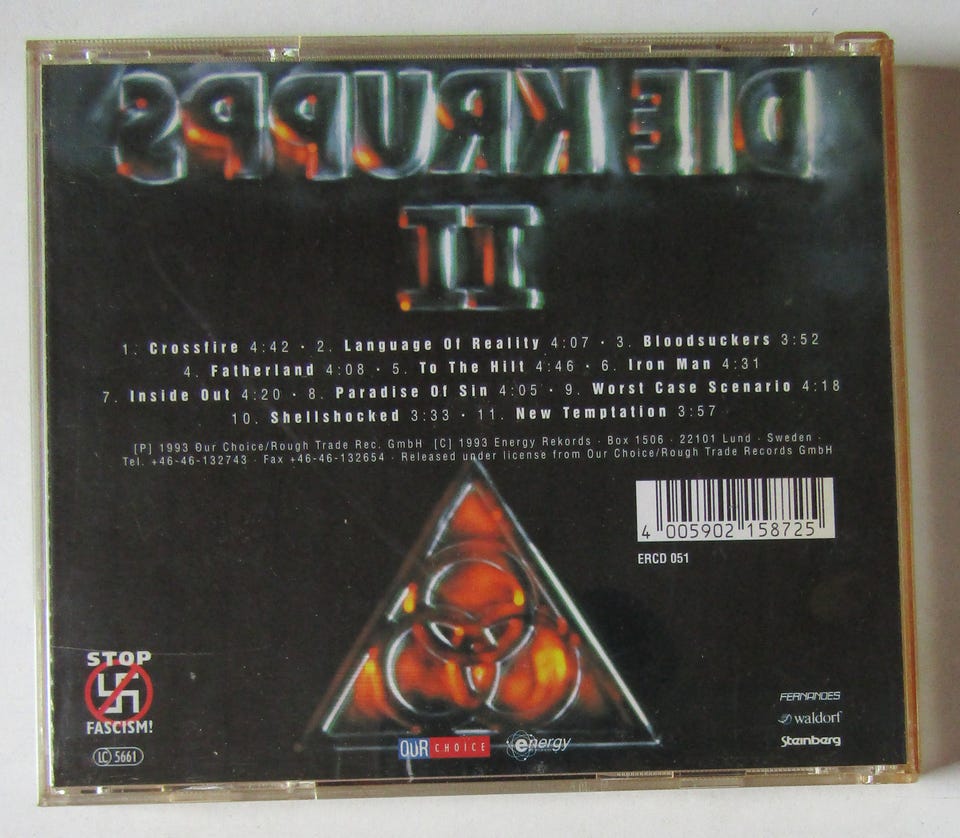 DIE KRUPPS
II
1. Crossfire 4:42 · 2. Language Of Reality 4:07 · 3. Bloodsuckers 3:52
4. Fatherland 4:08 · 5. To The Hilt 4:46 · 6. Iron Man 4:31
7. Inside Out 4:20 · 8. Paradise Of Sin 4:05 · 9. Worst Case Scenario 4:18
10. Shellshocked 3:33 · 11. New Temptation 3:57
[P] 1993 Our Choice/Rough Trade Rec. GmbH [C] 1993 Energy Rekords · Box 1506 · 22101 Lund · Sweden ·
Tel. +46-46-132743 · Fax +46-46-132654 · Released under license from Our Choice/Rough Trade Records GmbH
4 005902 158725
ERCD 051
STOP
FASCISM!
LC 5661
OUR CHOICE
energy
FERNANDES
waldorf
Steinberg